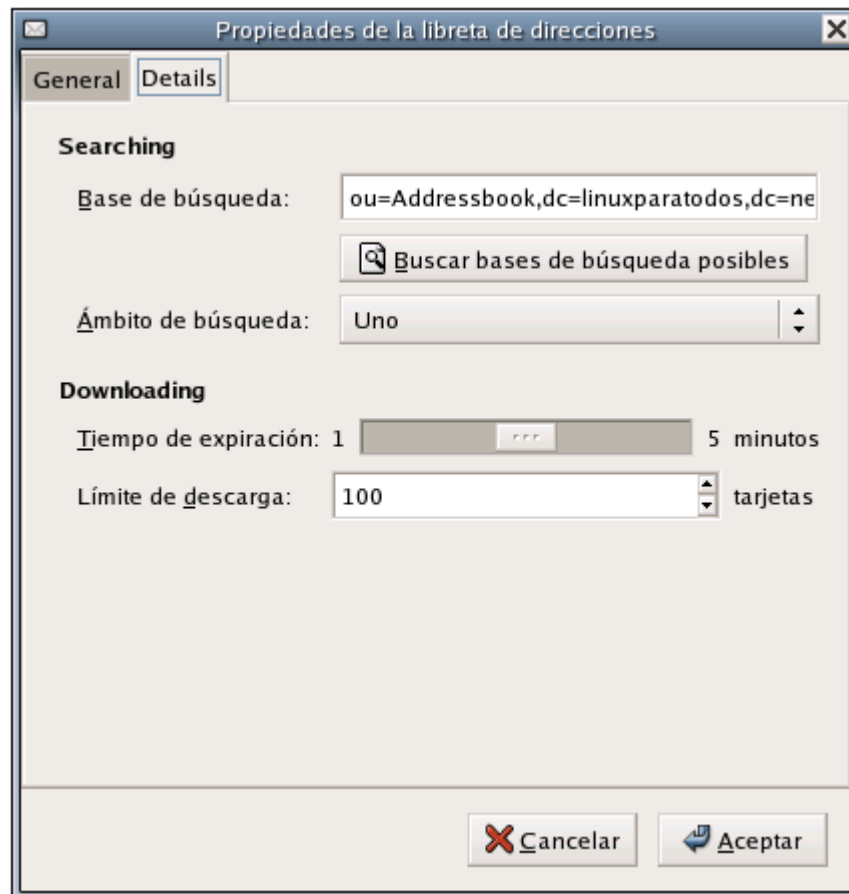 Propiedades de la libreta de direcciones
General Details
Searching
Base de búsqueda: ou=Addressbook,dc=linuxparatodos,dc=ne
Buscar bases de búsqueda posibles
Ámbito de búsqueda: Uno
Downloading
Tiempo de expiración: 1 5 minutos
Límite de descarga: 100 tarjetas
Cancelar Aceptar